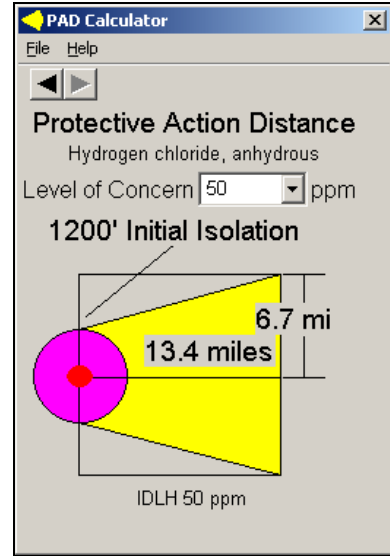 PAD Calculator
File Help
Protective Action Distance
Hydrogen chloride, anhydrous
Level of Concern 50 ppm
1200' Initial Isolation
6.7 mi
13.4 miles
IDLH 50 ppm